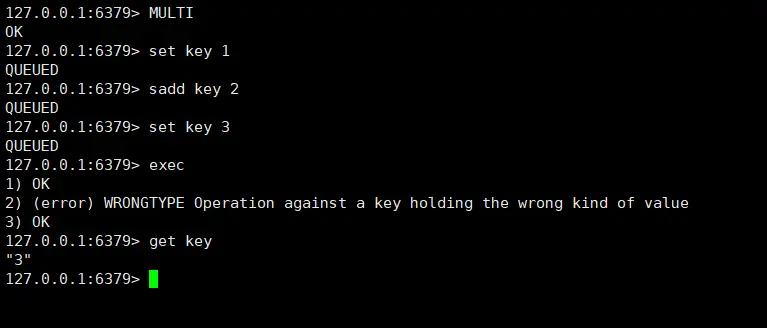 127.0.0.1:6379> MULTI
OK
127.0.0.1:6379> set key 1
QUEUED
127.0.0.1:6379> sadd key 2
QUEUED
127.0.0.1:6379> set key 3
QUEUED
127.0.0.1:6379> exec
1) OK
2) (error) WRONGTYPE Operation against a key holding the wrong kind of value
3) OK
127.0.0.1:6379> get key
"3"
127.0.0.1:6379>